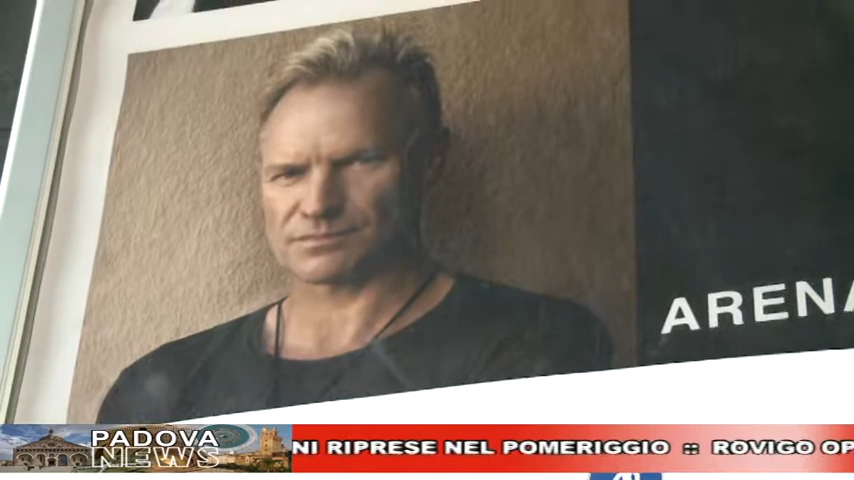 ARENA
PADOVA
NEWS
NI RIPRESE NEL POMERIGGIO :: ROVIGO OP